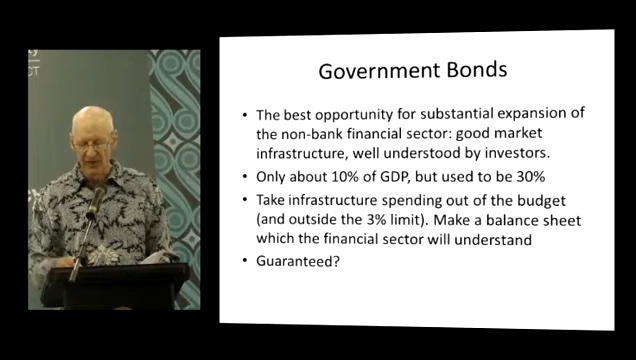 Government Bonds
• The best opportunity for substantial expansion of
the non-bank financial sector: good market
infrastructure, well understood by investors.
• Only about 10% of GDP, but used to be 30%
• Take infrastructure spending out of the budget
(and outside the 3% limit). Make a balance sheet
which the financial sector will understand
• Guaranteed?